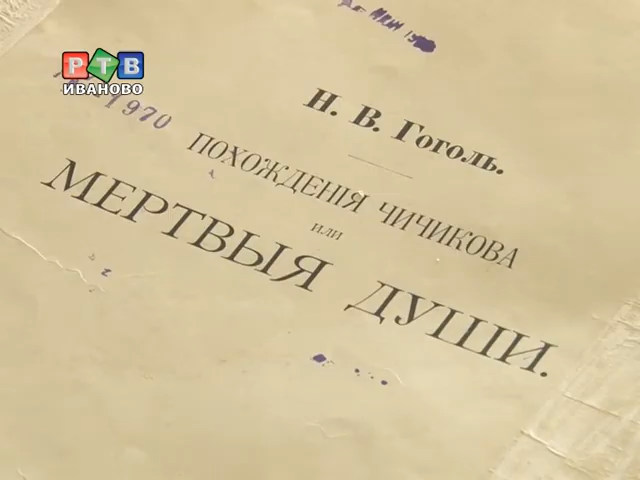 РТВ
ИВАНОВО
1970
Н. В. Гоголь.
ПОХОЖДЕНІЯ ЧИЧИКОВА
ИЛИ
МЕРТВЫЯ ДУШИ.